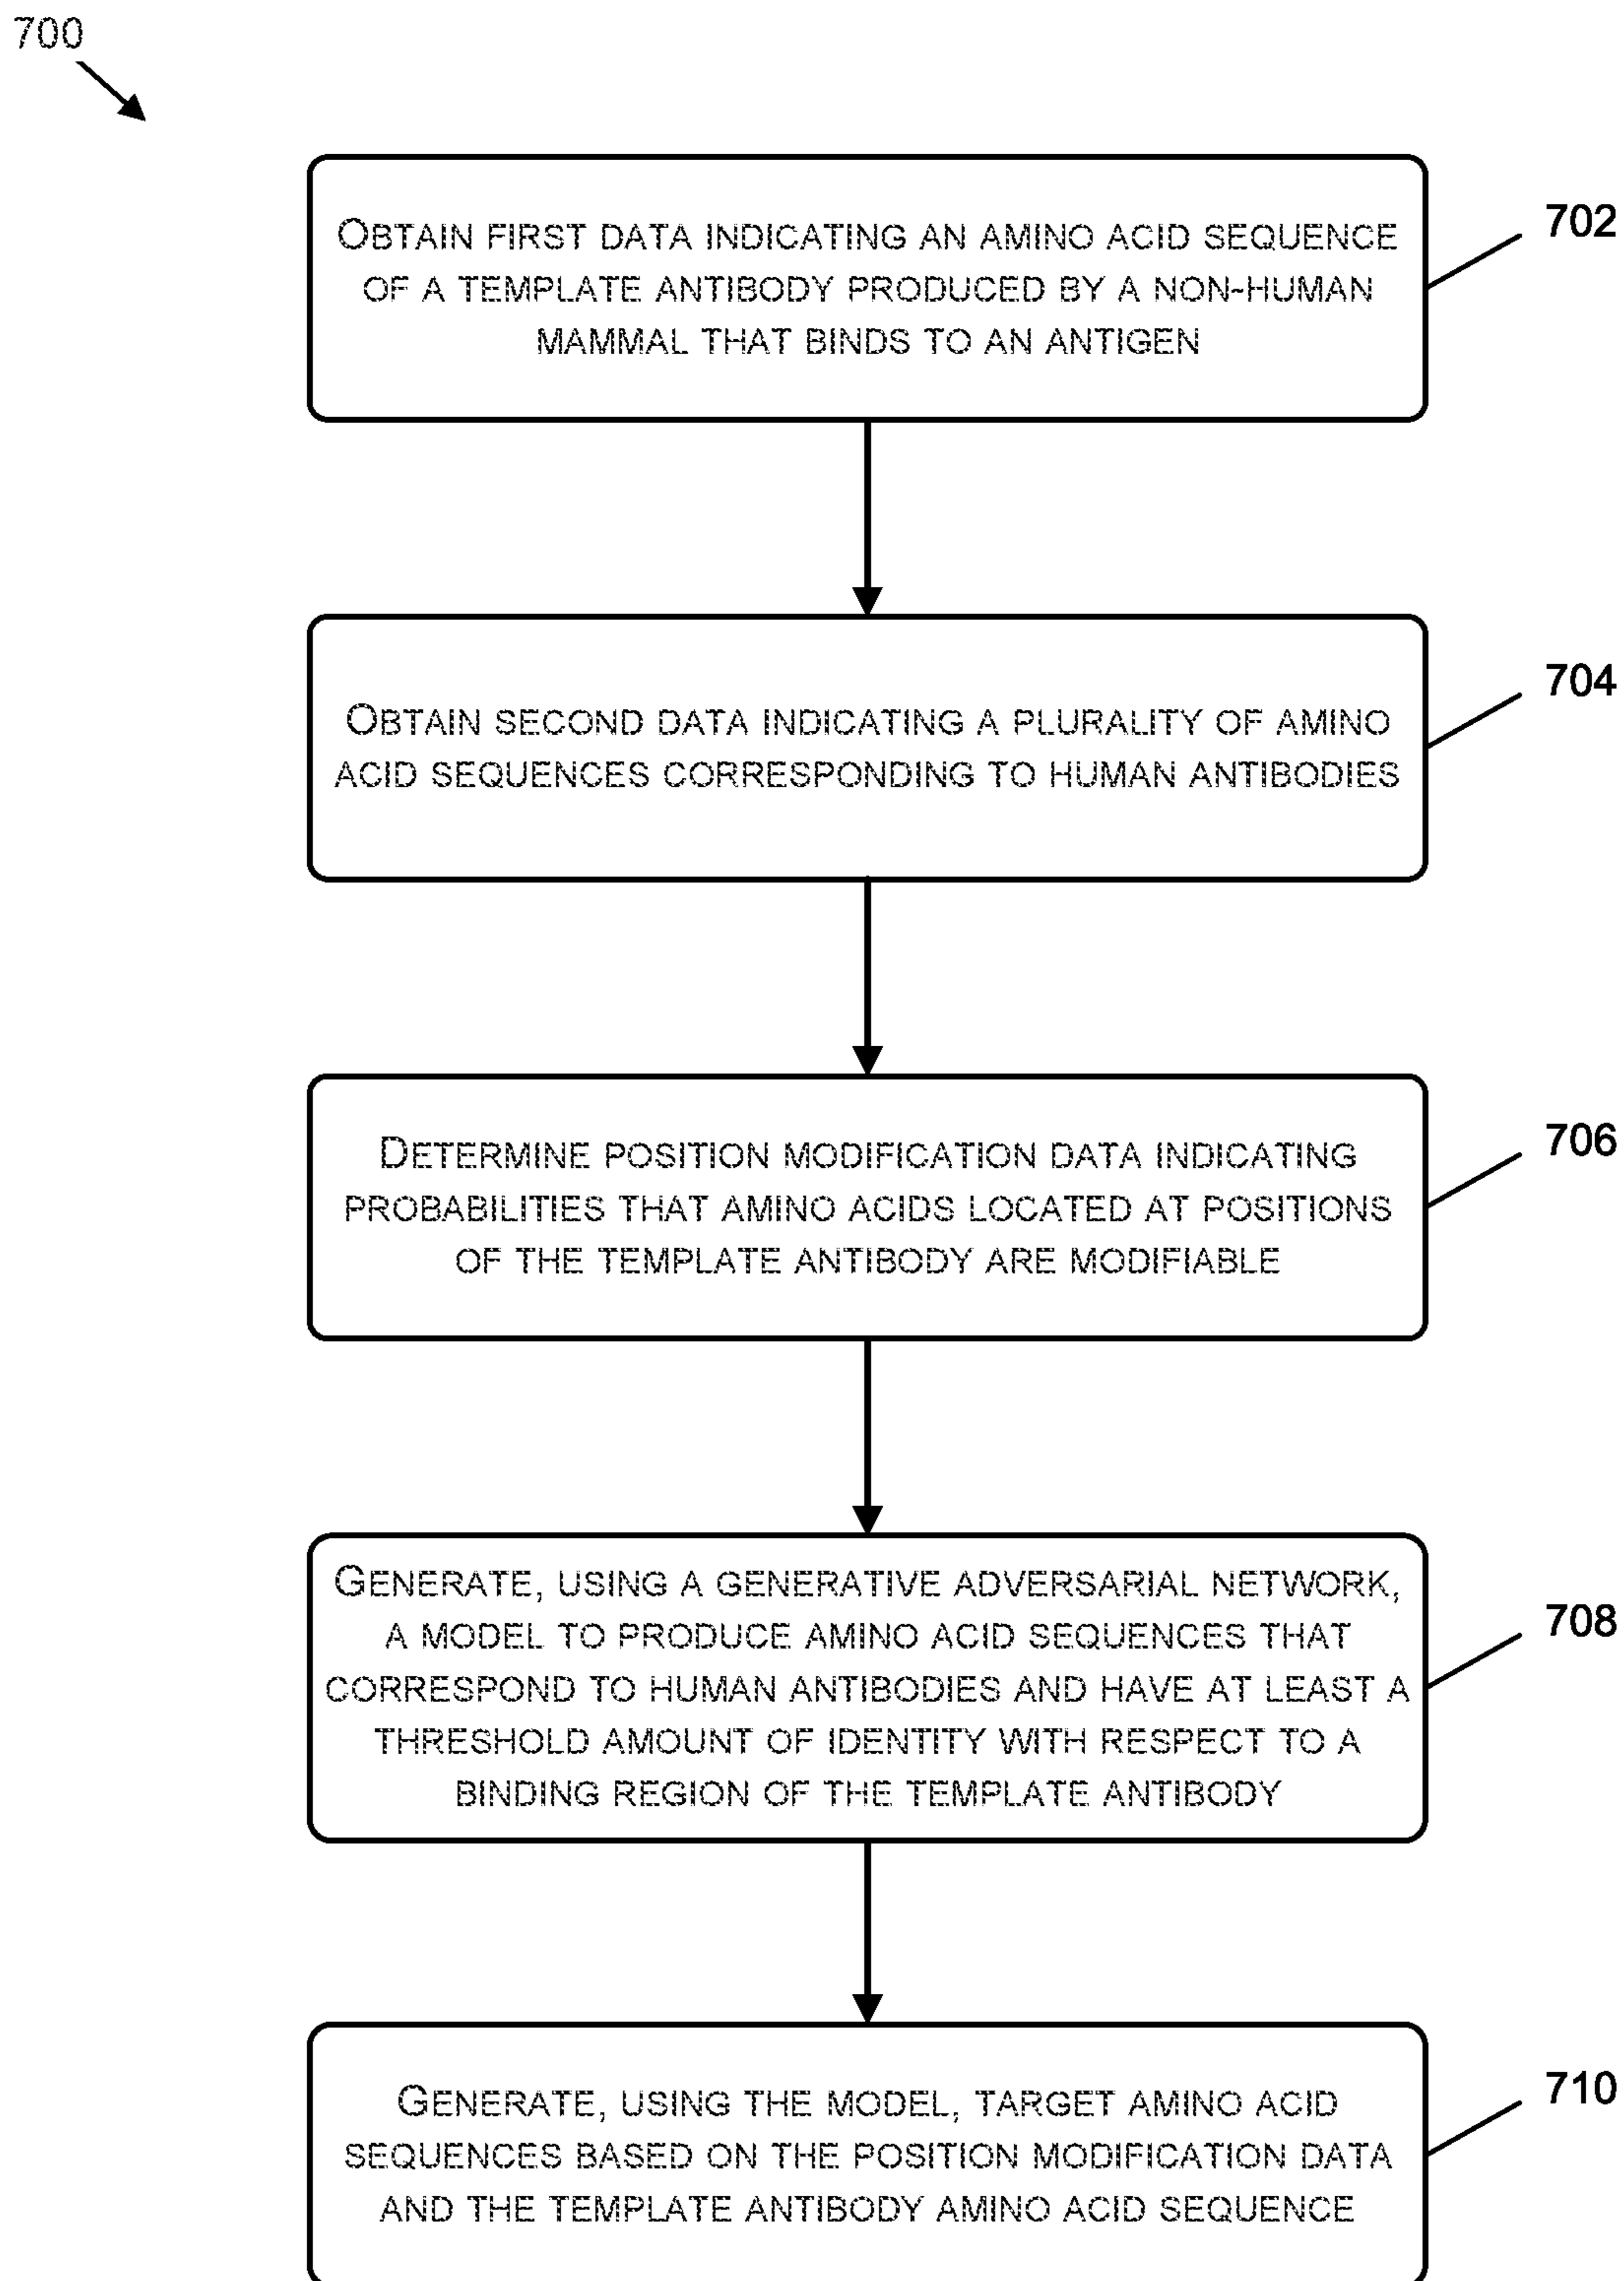 700
OBTAIN FIRST DATA INDICATING AN AMINO ACID SEQUENCE
OF A TEMPLATE ANTIBODY PRODUCED BY A NON-HUMAN
MAMMAL THAT BINDS TO AN ANTIGEN
702
OBTAIN SECOND DATA INDICATING A PLURALITY OF AMINO
ACID SEQUENCES CORRESPONDING TO HUMAN ANTIBODIES
704
DETERMINE POSITION MODIFICATION DATA INDICATING
PROBABILITIES THAT AMINO ACIDS LOCATED AT POSITIONS
OF THE TEMPLATE ANTIBODY ARE MODIFIABLE
706
GENERATE, USING A GENERATIVE ADVERSARIAL NETWORK,
A MODEL TO PRODUCE AMINO ACID SEQUENCES THAT
CORRESPOND TO HUMAN ANTIBODIES AND HAVE AT LEAST A
THRESHOLD AMOUNT OF IDENTITY WITH RESPECT TO A
BINDING REGION OF THE TEMPLATE ANTIBODY
708
GENERATE, USING THE MODEL, TARGET AMINO ACID
SEQUENCES BASED ON THE POSITION MODIFICATION DATA
AND THE TEMPLATE ANTIBODY AMINO ACID SEQUENCE
710